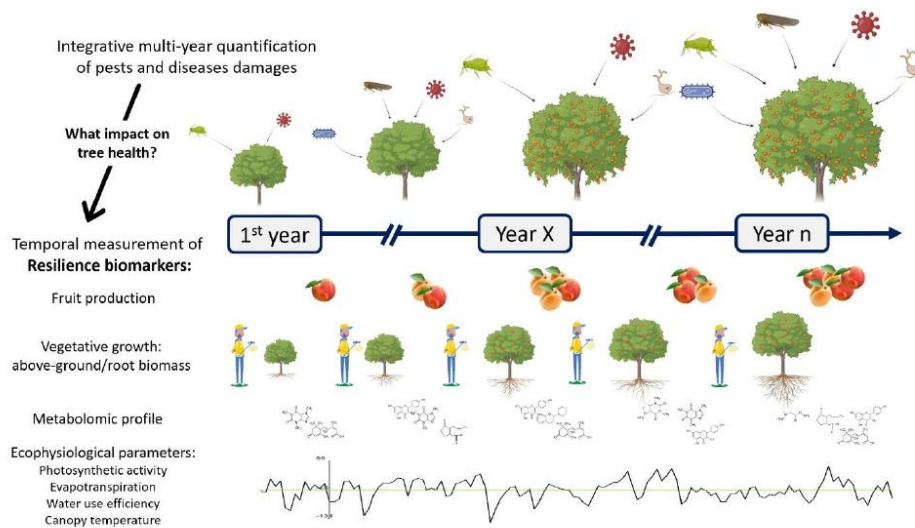 Integrative multi-year quantification
of pests and diseases damages
What impact on
tree health?
1st year
Year X
Year n
Temporal measurement of
Resilience biomarkers:
Fruit production
Vegetative growth:
above-ground/root biomass
Metabolomic profile
Ecophysiological parameters:
Photosynthetic activity
Evapotranspiration
Water use efficiency
Canopy temperature